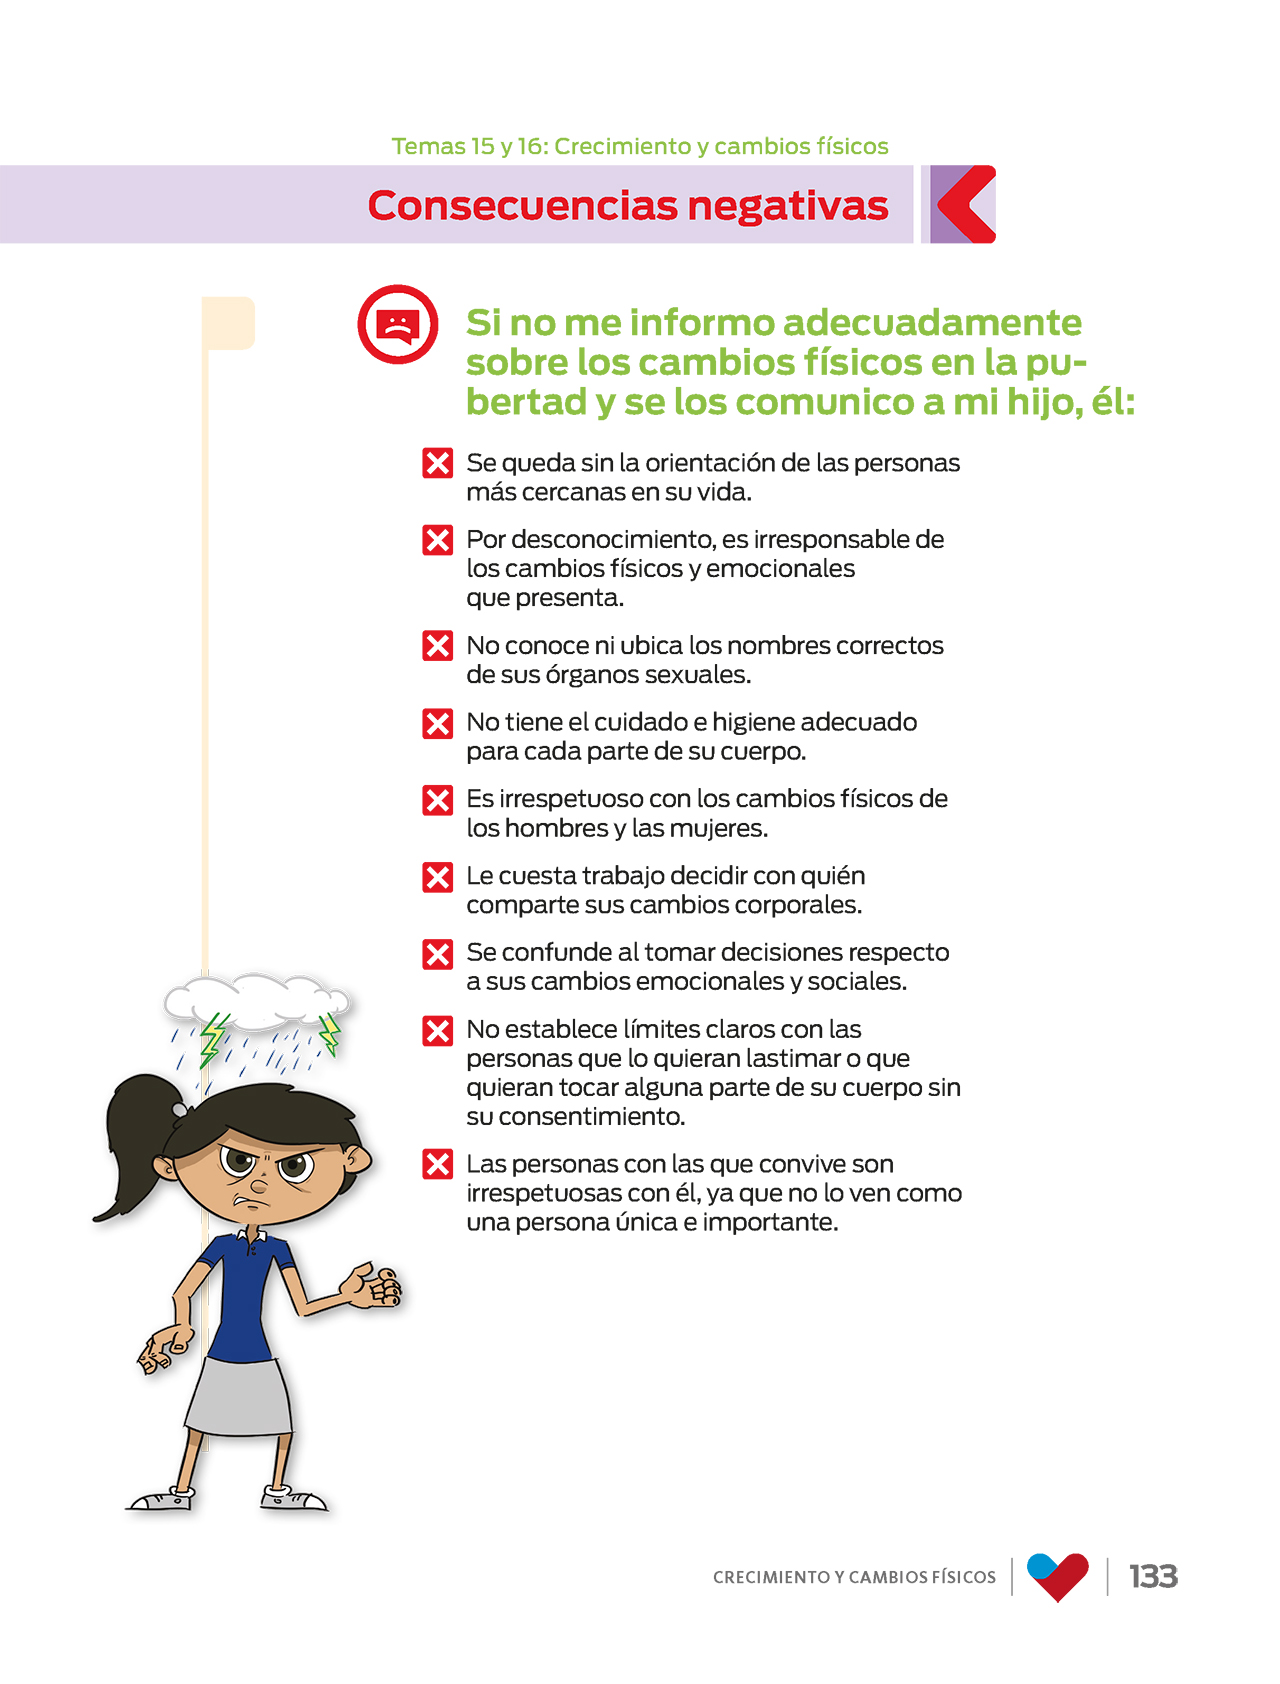 Temas 15 y 16: Crecimiento y cambios físicos
Consecuencias negativas
Si no me informo adecuadamente
sobre los cambios físicos en la pu-
bertad y se los comunico a mi hijo, él:
Se queda sin la orientación de las personas
más cercanas en su vida.
Por desconocimiento, es irresponsable de
los cambios físicos y emocionales
que presenta.
No conoce ni ubica los nombres correctos
de sus órganos sexuales.
No tiene el cuidado e higiene adecuado
para cada parte de su cuerpo.
Es irrespetuoso con los cambios físicos de
los hombres y las mujeres.
Le cuesta trabajo decidir con quién
comparte sus cambios corporales.
Se confunde al tomar decisiones respecto
a sus cambios emocionales y sociales.
No establece límites claros con las
personas que lo quieran lastimar o que
quieran tocar alguna parte de su cuerpo sin
su consentimiento.
Las personas con las que convive son
irrespetuosas con él, ya que no lo ven como
una persona única e importante.
CRECIMIENTO Y CAMBIOS FÍSICOS
133